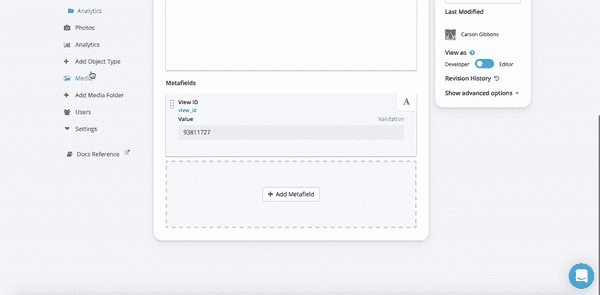 Analytics
Photos
Analytics
Add Object Type
Media
Add Media Folder
Users
Settings
Docs Reference
Metafields
View ID
view_id
A
Value
Validation
93811727
Add Metafield
Last Modified
Carson Gibbons
View as
Developer
Editor
Revision History
Show advanced options